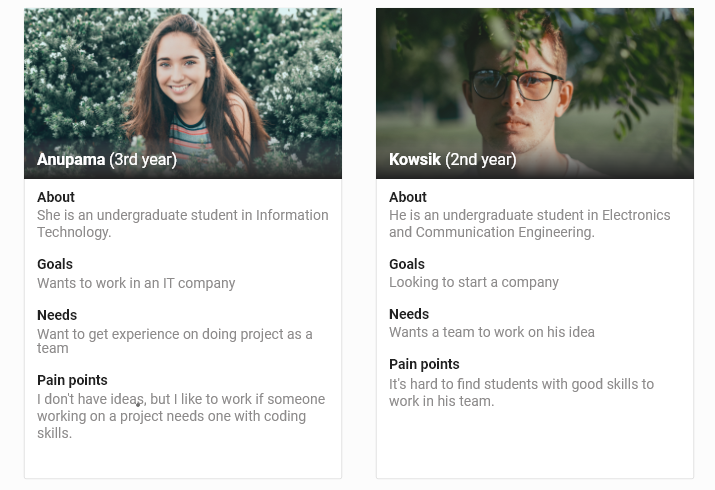 Anupama (3rd year)
About
She is an undergraduate student in Information
Technology.
Goals
Wants to work in an IT company
Needs
Want to get experience on doing project as a
team
Pain points
I don't have ideas, but I like to work if someone
working on a project needs one with coding
skills.
Kowsik (2nd year)
About
He is an undergraduate student in Electronics
and Communication Engineering.
Goals
Looking to start a company
Needs
Wants a team to work on his idea
Pain points
It's hard to find students with good skills to
work in his team.